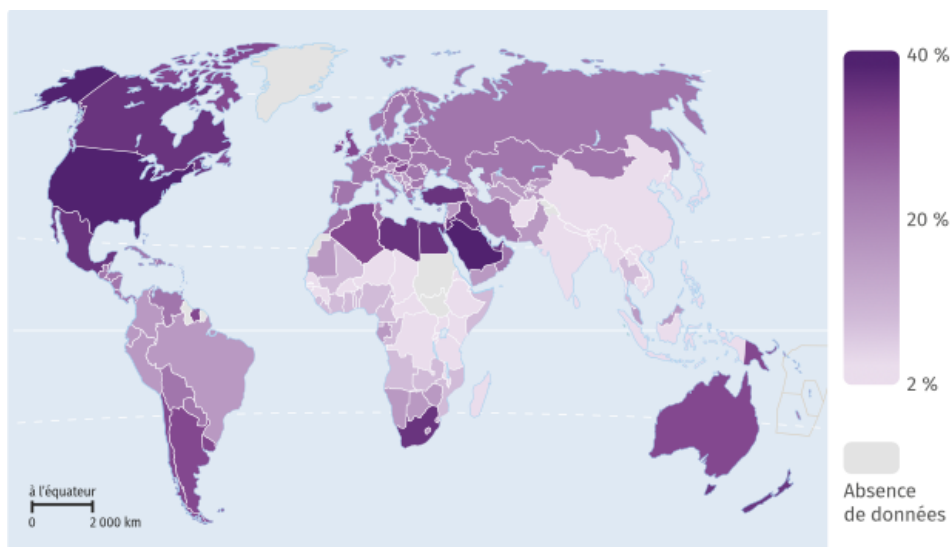 40 %
20 %
2 %
Absence
de données
à l'équateur
0 2 000 km